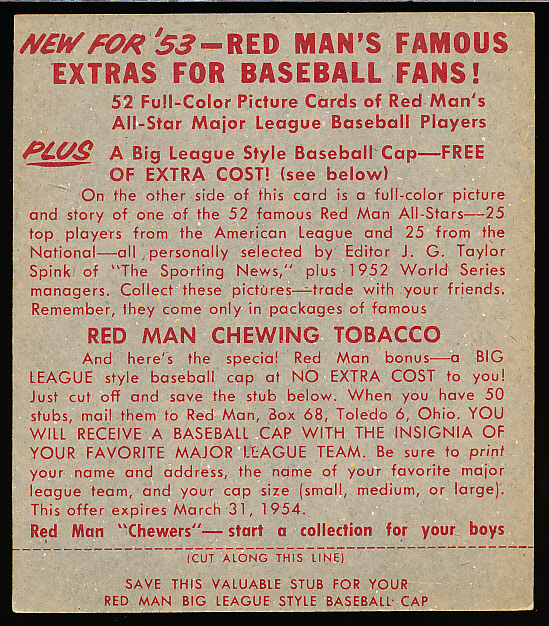 NEW FOR '53—RED MAN'S FAMOUS
EXTRAS FOR BASEBALL FANS!
52 Full-Color Picture Cards of Red Man's
All-Star Major League Baseball Players
PLUS A Big League Style Baseball Cap—FREE
OF EXTRA COST! (see below)
On the other side of this card is a full-color picture
and story of one of the 52 famous Red Man All-Stars—25
top players from the American League and 25 from the
National—all personally selected by Editor J. G. Taylor
Spink of "The Sporting News," plus 1952 World Series
managers. Collect these pictures—trade with your friends.
Remember, they come only in packages of famous
RED MAN CHEWING TOBACCO
And here's the special Red Man bonus—a BIG
LEAGUE style baseball cap at NO EXTRA COST to you!
Just cut off and save the stub below. When you have 50
stubs, mail them to Red Man, Box 68, Toledo 6, Ohio. YOU
WILL RECEIVE A BASEBALL CAP WITH THE INSIGNIA OF
YOUR FAVORITE MAJOR LEAGUE TEAM. Be sure to print
your name and address, the name of your favorite major
league team, and your cap size (small, medium, or large).
This offer expires March 31, 1954.
Red Man "Chewers"—start a collection for your boys
(CUT ALONG THIS LINE)
SAVE THIS VALUABLE STUB FOR YOUR
RED MAN BIG LEAGUE STYLE BASEBALL CAP